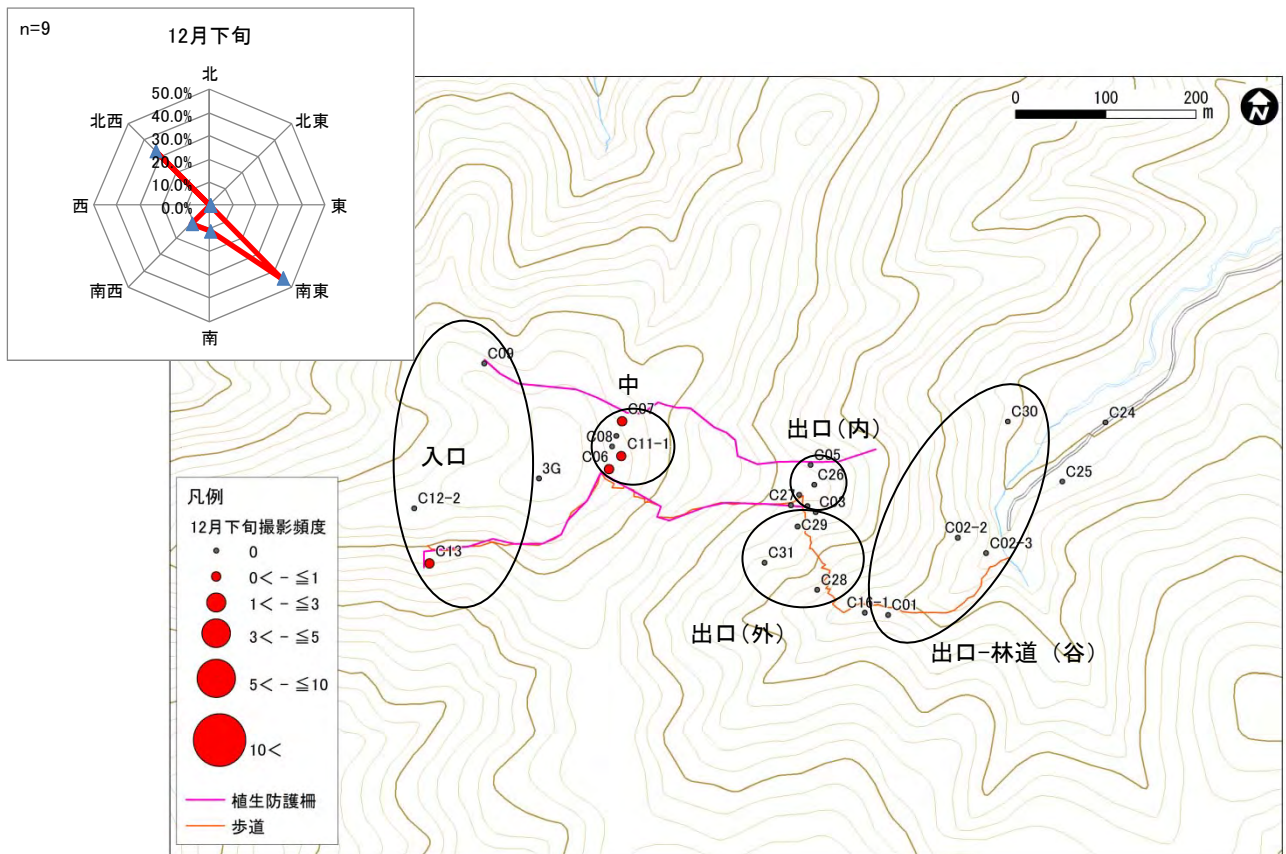 n=9
12月下旬
北
50.0%
40.0%
30.0%
20.0%
10.0%
0.0%
北東
東
南東
南
南西
西
北西
0 100 200
m
N
C09
中
C07
C08
C11-1
C06
入口
3G
C12-2
C13
出口(内)
C05
C26
C27
C03
C29
C31
C28
出口(外)
C16-1
C01
C30
C24
C25
C02-2
C02-3
出口-林道 (谷)
凡例
12月下旬撮影頻度
0
0< - ≦1
1< - ≦3
3< - ≦5
5< - ≦10
10<
植生防護柵
歩道